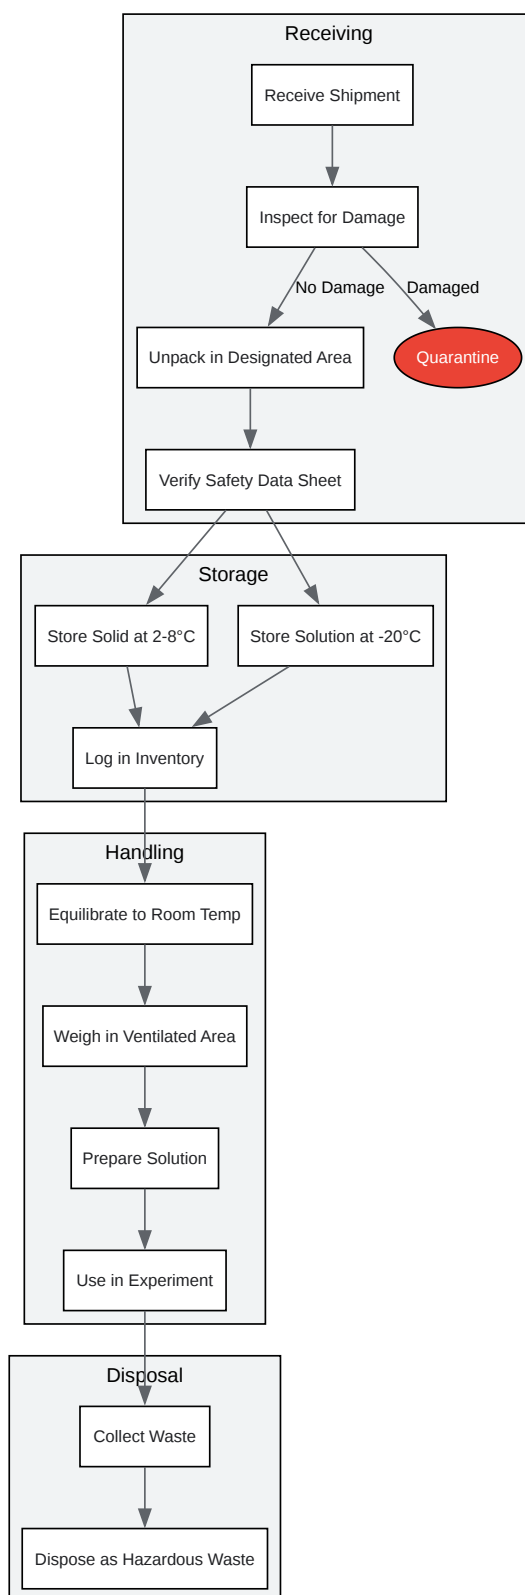 Receiving
Receive Shipment
Inspect for Damage
No Damage
Damaged
Unpack in Designated Area
Quarantine
Verify Safety Data Sheet
Storage
Store Solid at 2-8°C
Store Solution at -20°C
Log in Inventory
Handling
Equilibrate to Room Temp
Weigh in Ventilated Area
Prepare Solution
Use in Experiment
Disposal
Collect Waste
Dispose as Hazardous Waste